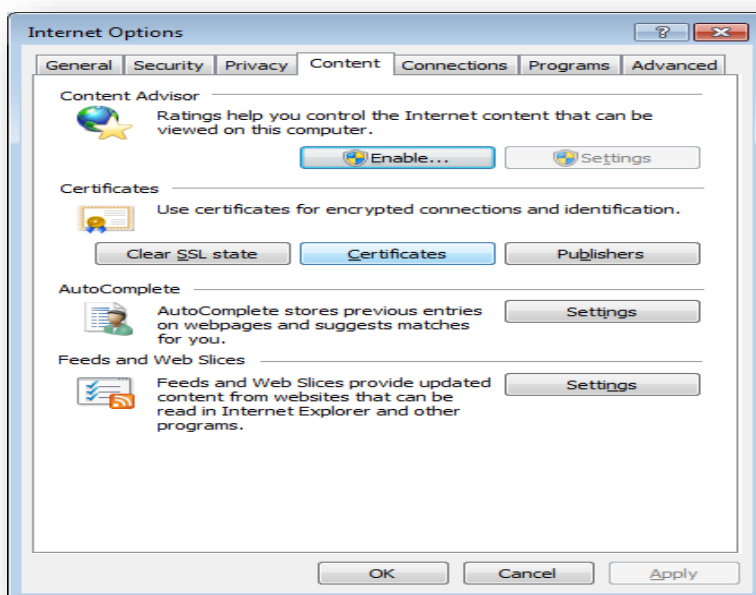 Internet Options
General Security Privacy Content Connections Programs Advanced
Content Advisor
Ratings help you control the Internet content that can be
viewed on this computer.
Enable... Settings
Certificates
Use certificates for encrypted connections and identification.
Clear SSL state Certificates Publishers
AutoComplete
AutoComplete stores previous entries
on webpages and suggests matches
for you.
Settings
Feeds and Web Slices
Feeds and Web Slices provide updated
content from websites that can be
read in Internet Explorer and other
programs.
Settings
OK Cancel Apply